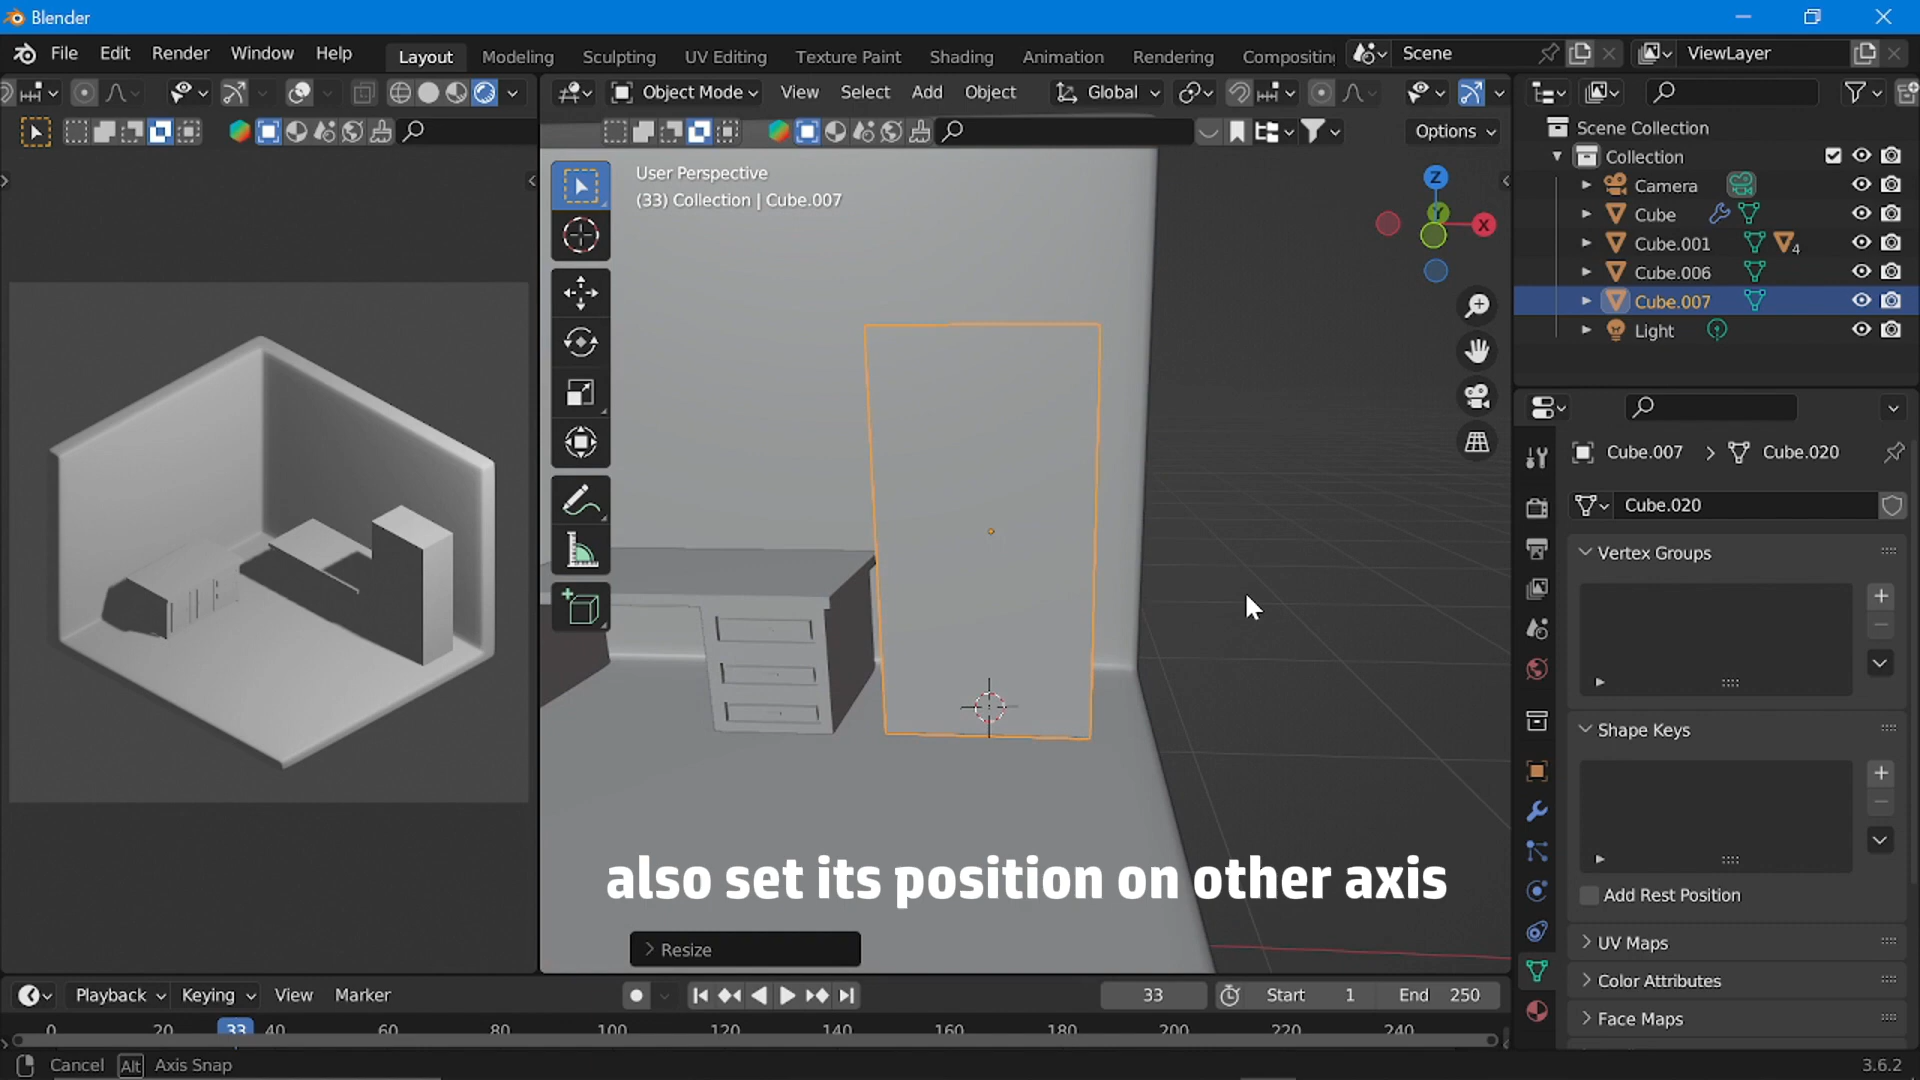 Blender
File Edit Render Window Help Layout Modeling Sculpting UV Editing Texture Paint Shading Animation Rendering Compositin Scene ViewLayer
Object Mode View Select Add Object Global
Options
User Perspective
(33) Collection | Cube.007
Z
Y
X
Scene Collection
Collection
Camera
Cube
Cube.001 4
Cube.006
Cube.007
Light
Cube.007 > Cube.020
Cube.020
Vertex Groups
Shape Keys
Add Rest Position
UV Maps
Color Attributes
Face Maps
also set its position on other axis
Resize
Playback Keying View Marker 33 Start 1 End 250
0 20 33 40 60 80 100 120 140 160 180 200 220 240
Cancel Alt Axis Snap 3.6.2